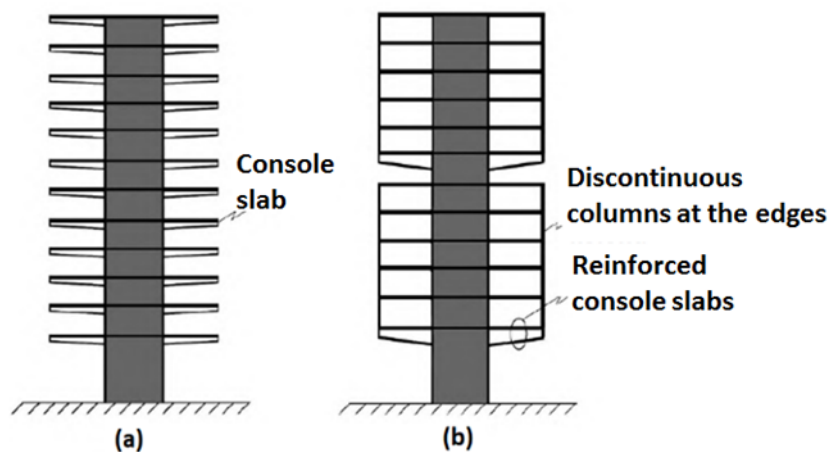 Console
slab
Discontinuous
columns at the edges
Reinforced
console slabs
(a)
(b)